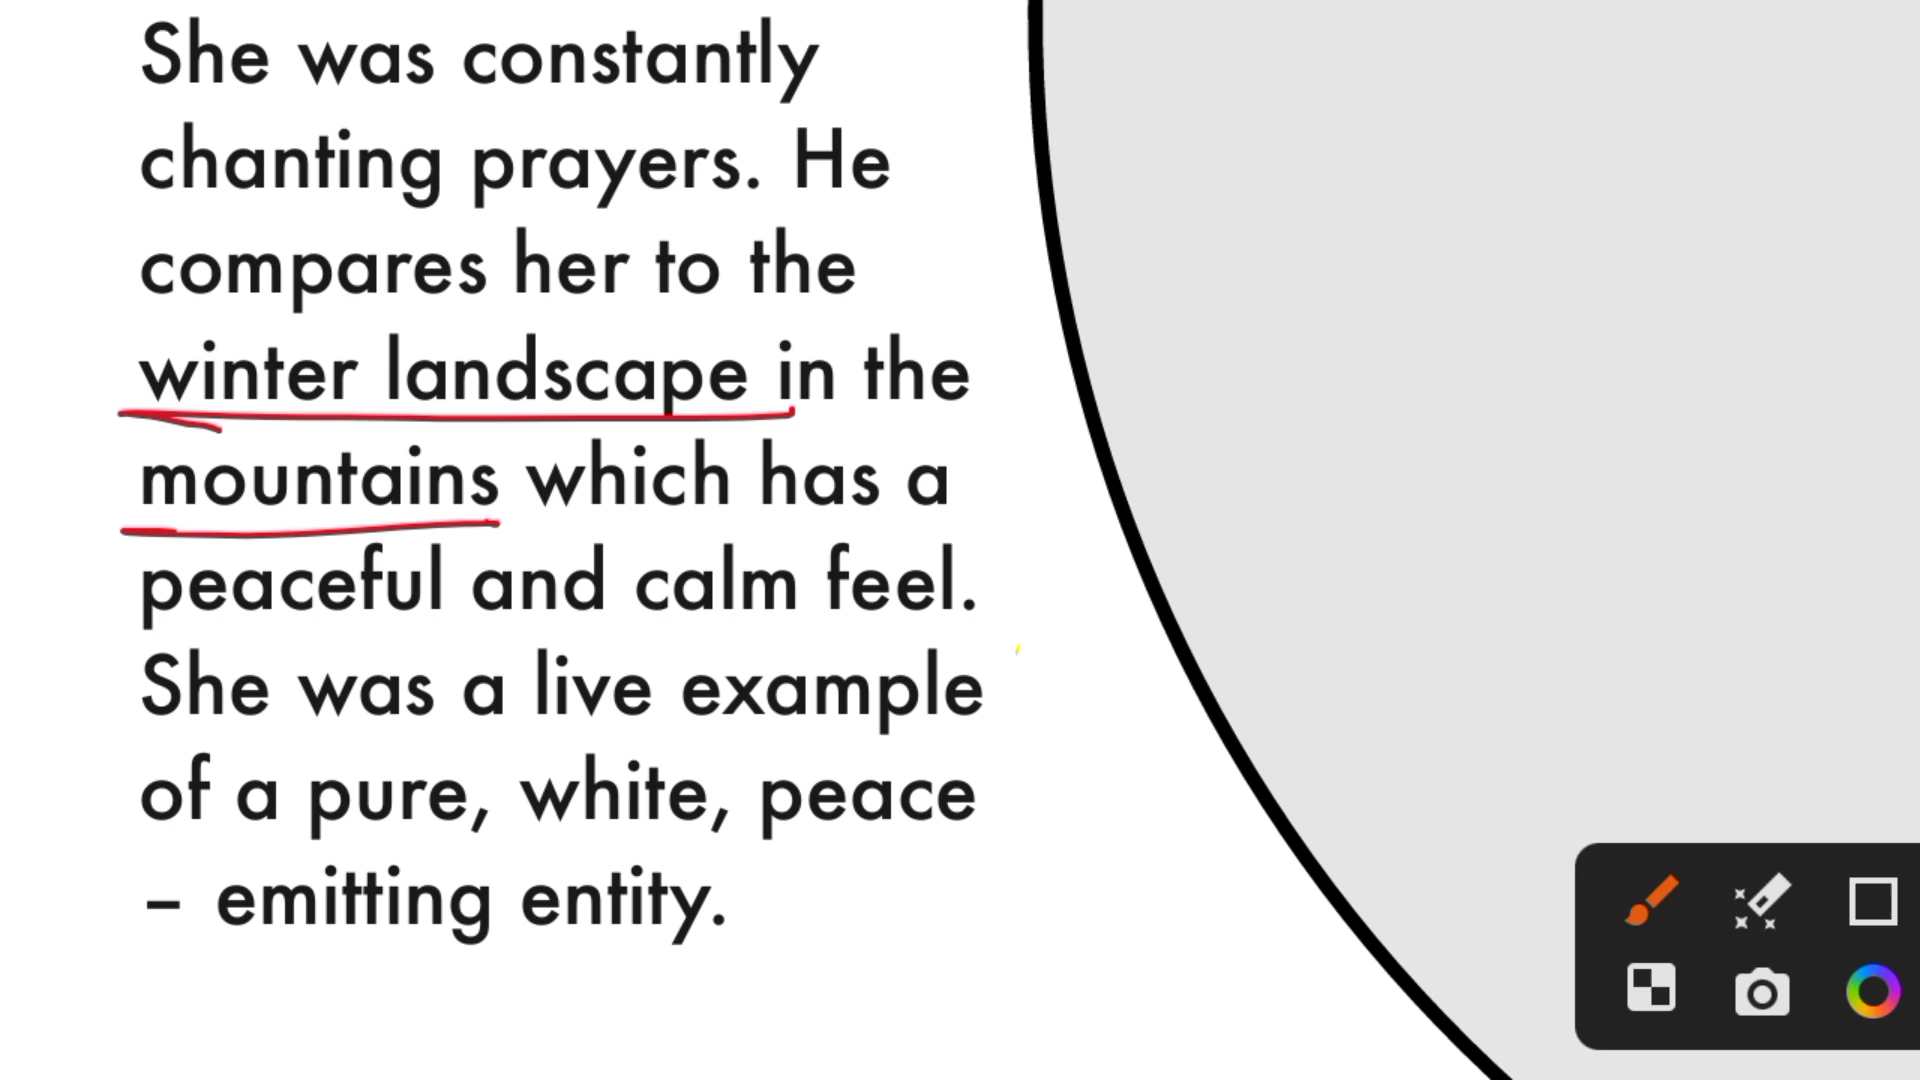 She was constantly
chanting prayers. He
compares her to the
winter landscape in the
mountains which has a
peaceful and calm feel.
She was a live example
of a pure, white, peace
– emitting entity.